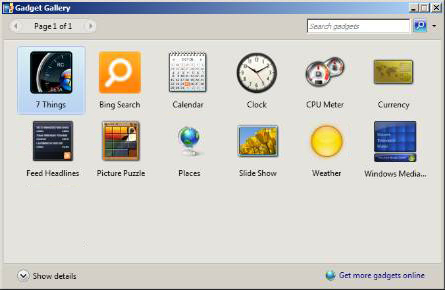 Gadget Gallery
Page 1 of 1
Search gadgets
7 Things
Bing Search
Calendar
Clock
CPU Meter
Currency
Feed Headlines
Picture Puzzle
Places
Slide Show
Weather
Windows Media...
Show details
Get more gadgets online